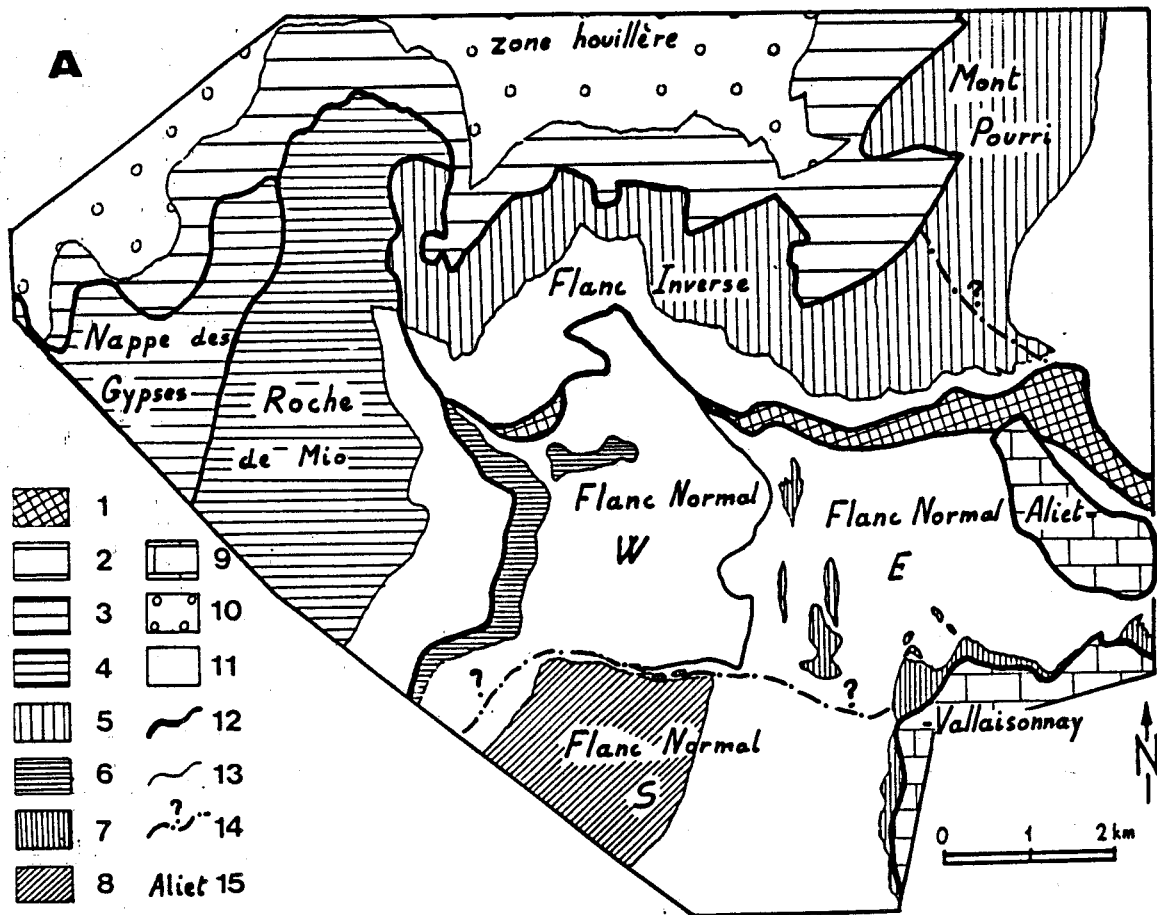 A
zone houillère
Mont
Pourri
Flanc Inverse
?
Nappe des
Gypses
Roche
de Mio
Flanc Normal
W
Flanc Normal
E
Aliet
?
?
Flanc Normal
S
Vallaisonnay
N
0 1 2 km
1
2
3
4
5
6
7
8
9
10
11
12
13
? 14
Aliet 15